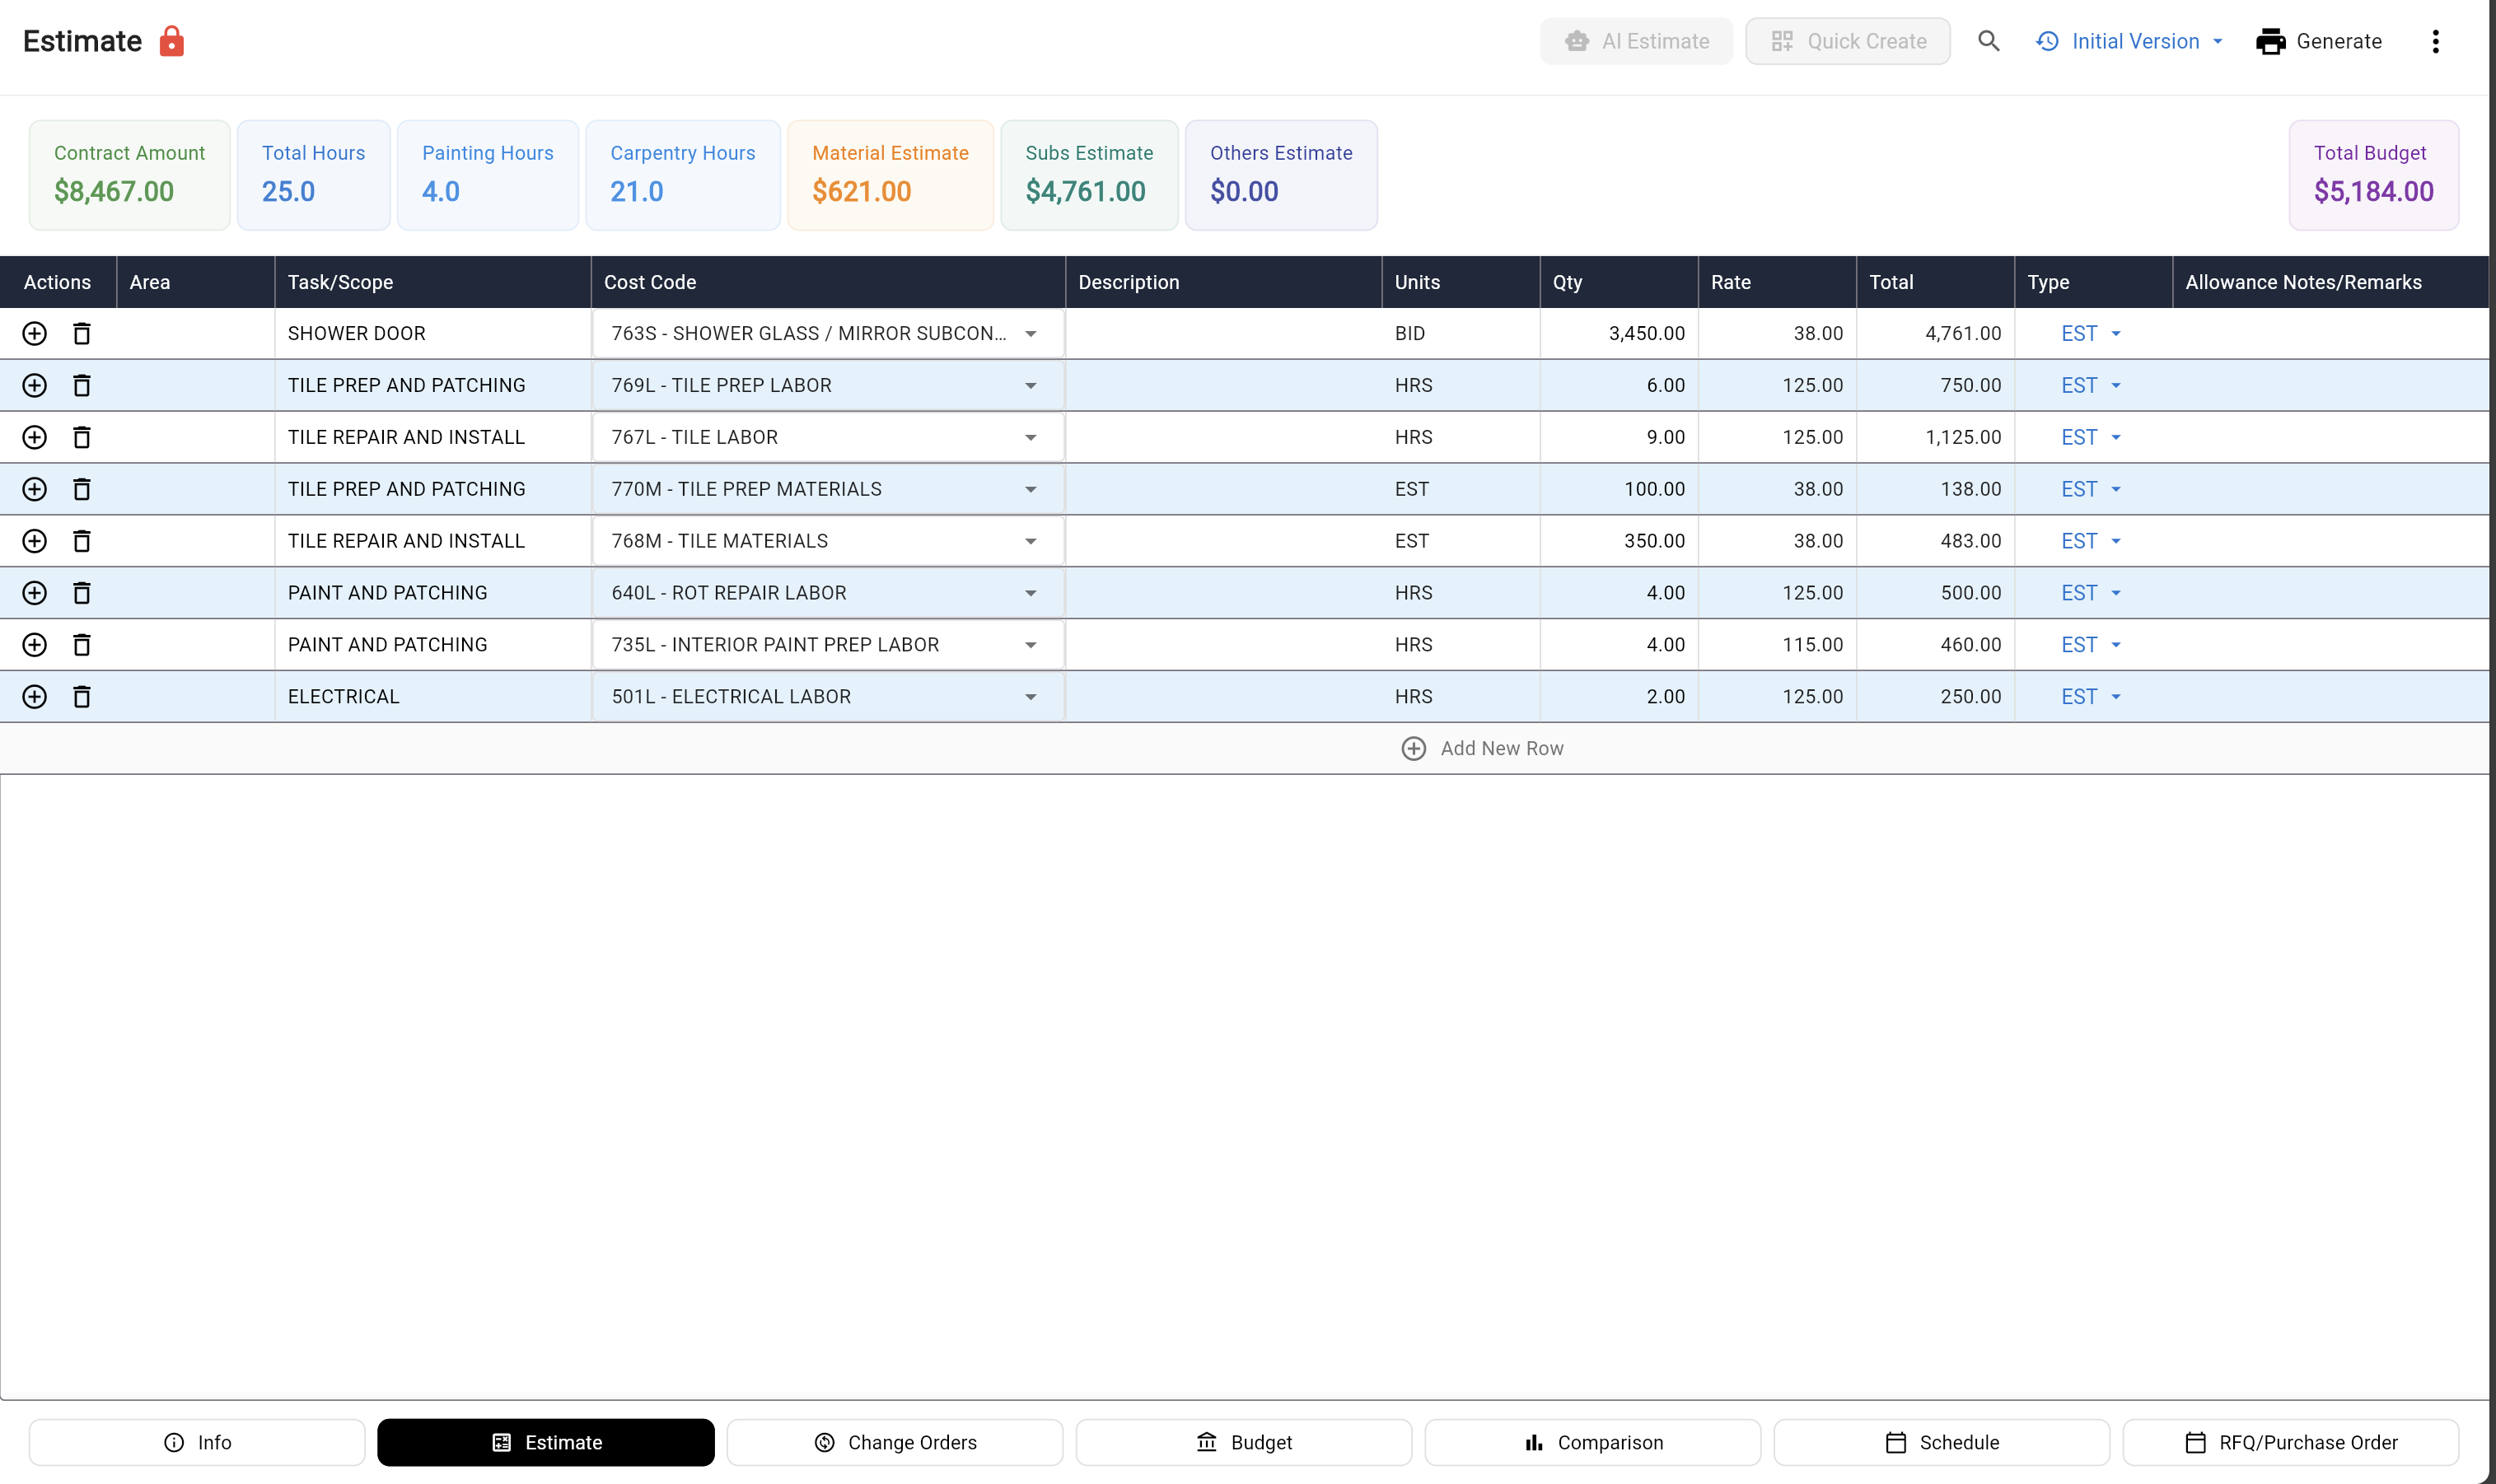 Estimate AI Estimate Quick Create Initial Version Generate
Contract Amount Total Hours Painting Hours Carpentry Hours Material Estimate Subs Estimate Others Estimate Total Budget
$8,467.00 25.0 4.0 21.0 $621.00 $4,761.00 $0.00 $5,184.00
Actions Area Task/Scope Cost Code Description Units Qty Rate Total Type Allowance Notes/Remarks
SHOWER DOOR 763S - SHOWER GLASS / MIRROR SUBCON... BID 3,450.00 38.00 4,761.00 EST
TILE PREP AND PATCHING 769L - TILE PREP LABOR HRS 6.00 125.00 750.00 EST
TILE REPAIR AND INSTALL 767L - TILE LABOR HRS 9.00 125.00 1,125.00 EST
TILE PREP AND PATCHING 770M - TILE PREP MATERIALS EST 100.00 38.00 138.00 EST
TILE REPAIR AND INSTALL 768M - TILE MATERIALS EST 350.00 38.00 483.00 EST
PAINT AND PATCHING 640L - ROT REPAIR LABOR HRS 4.00 125.00 500.00 EST
PAINT AND PATCHING 735L - INTERIOR PAINT PREP LABOR HRS 4.00 115.00 460.00 EST
ELECTRICAL 501L - ELECTRICAL LABOR HRS 2.00 125.00 250.00 EST
Add New Row
Info Estimate Change Orders Budget Comparison Schedule RFQ/Purchase Order